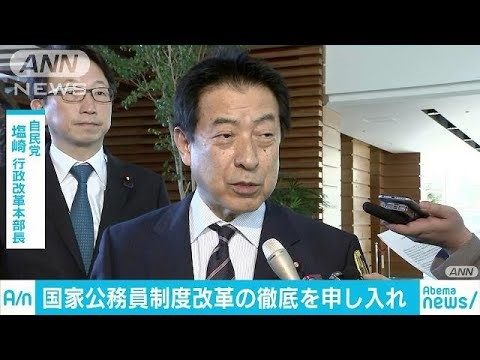 ANN
NEWS
自民党
塩崎 行政改革本部長
ANN
A/n 国家公務員制度改革の徹底を申し入れ
Abema
news/